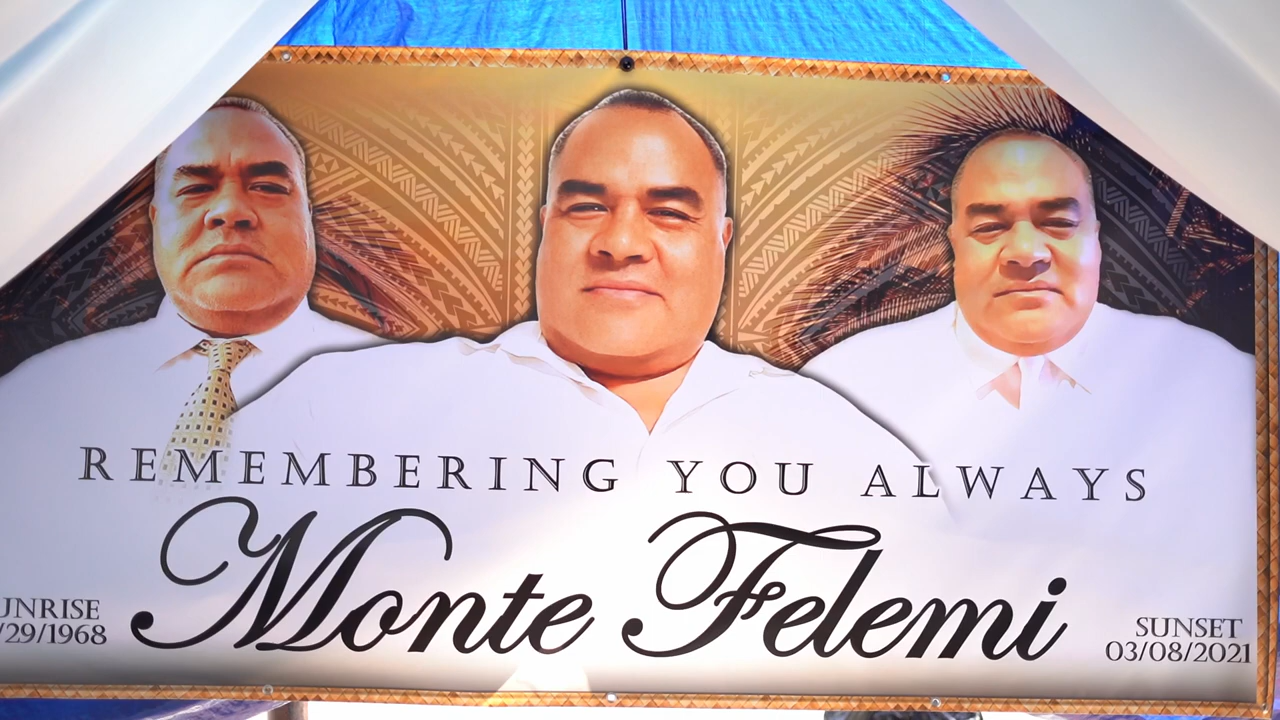 REMEMBERING YOU ALWAYS
Monte Felemi
UNRISE
/29/1968
SUNSET
03/08/2021